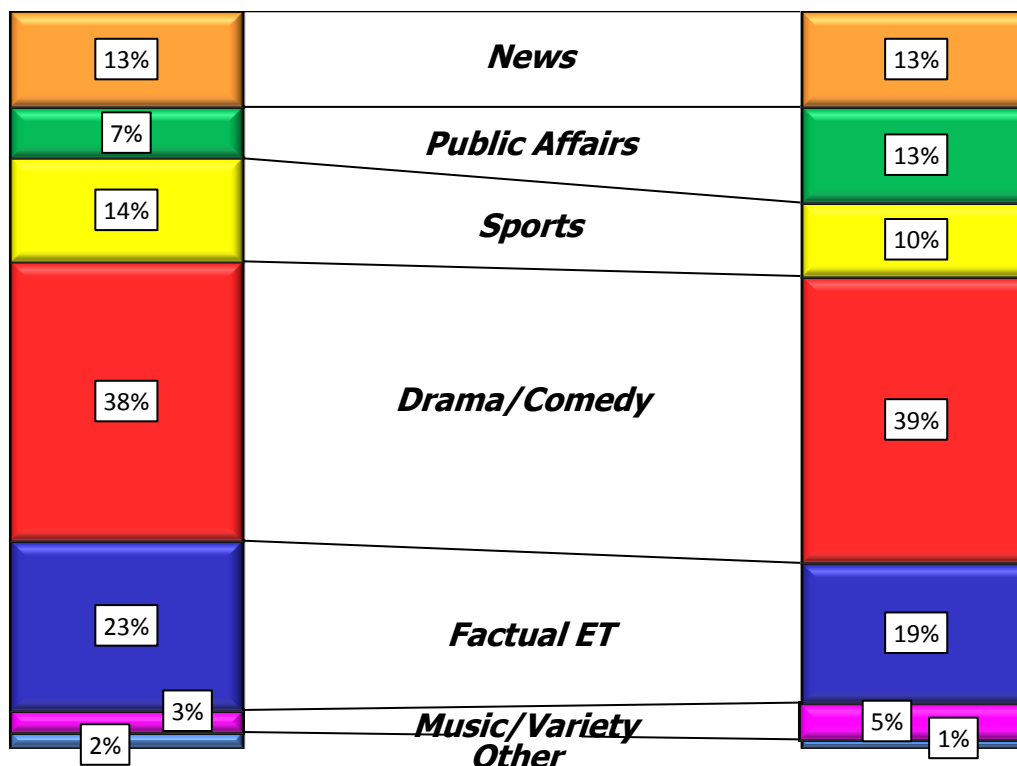 13% News 13%
7% Public Affairs 13%
14% Sports 10%
38% Drama/Comedy 39%
23% Factual ET 19%
3% Music/Variety 5%
2% Other 1%